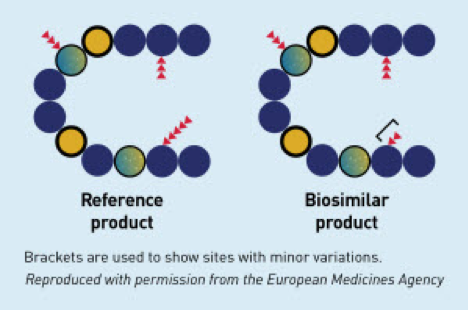 Reference
product
Biosimilar
product
Brackets are used to show sites with minor variations.
Reproduced with permission from the European Medicines Agency